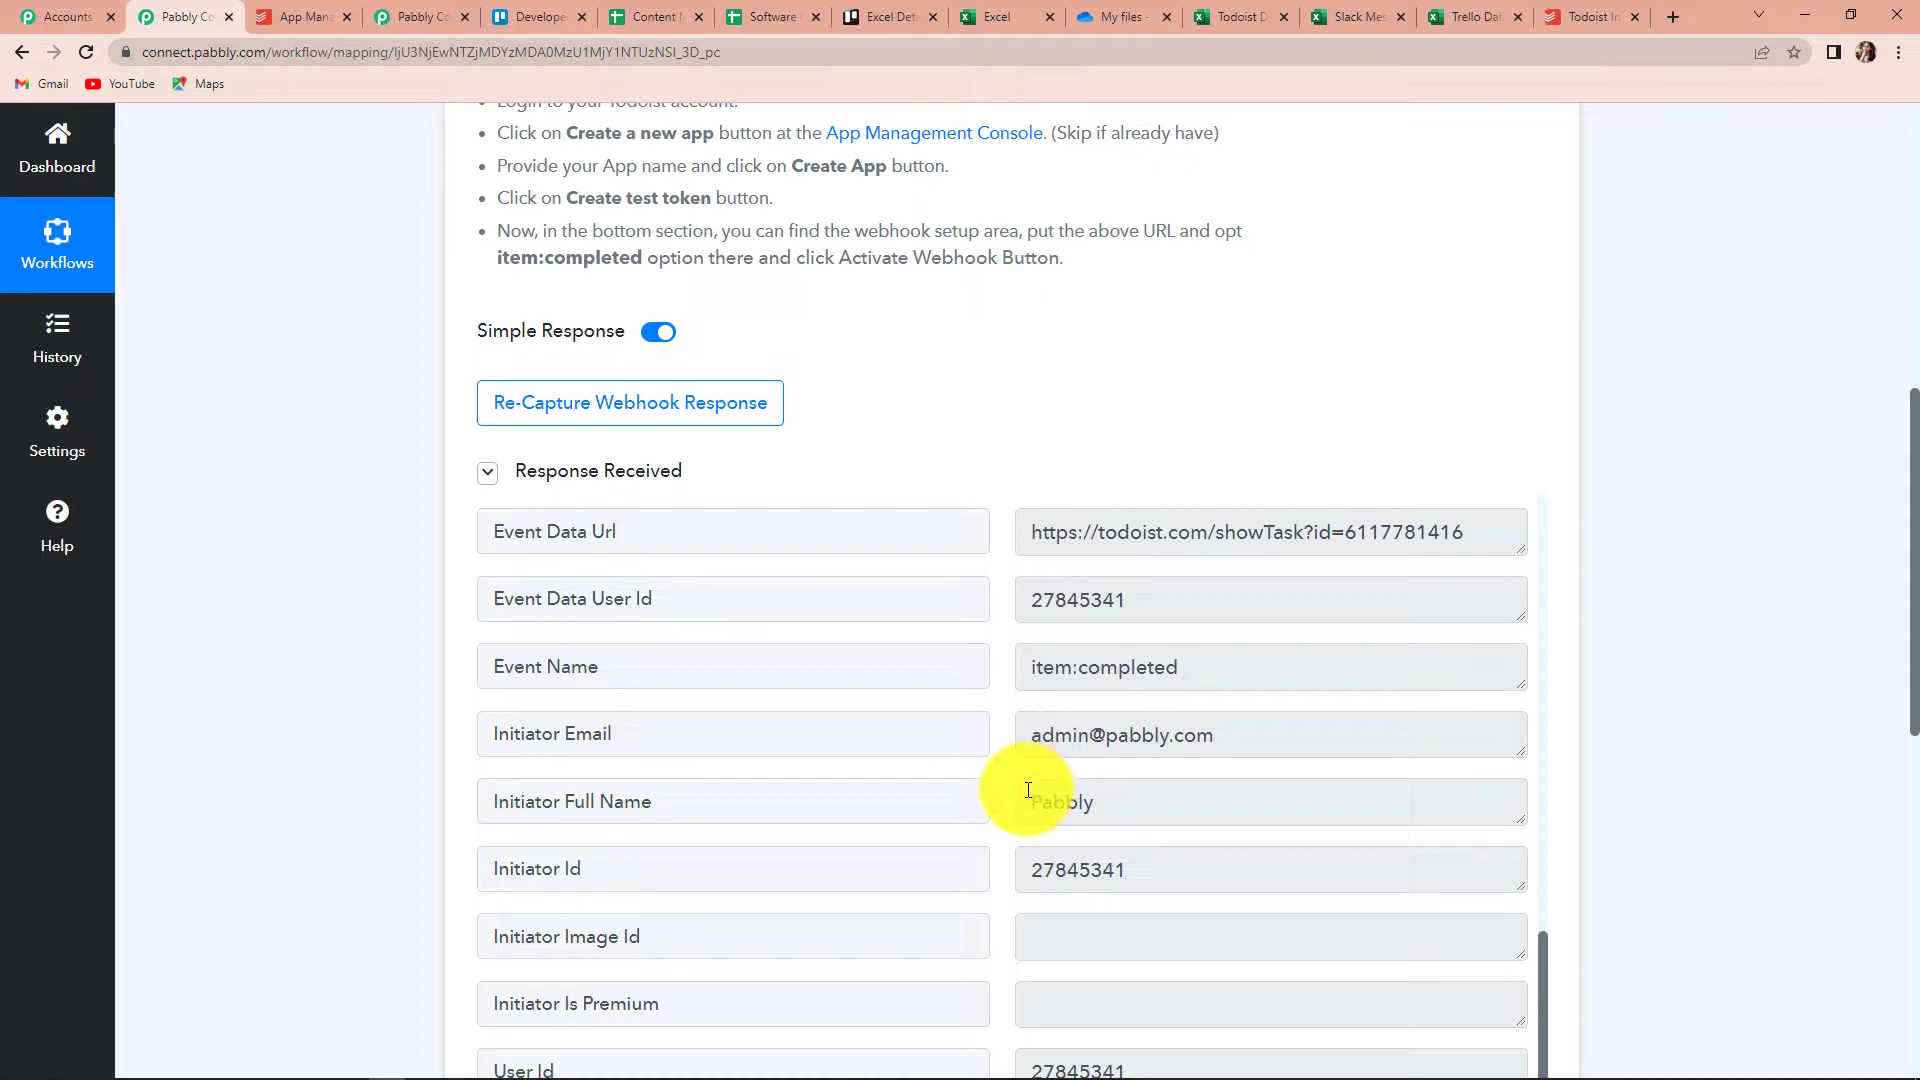 Accounts
Pabbly Co
App Mana
Pabbly Co
Develope
Content M
Software
Excel Deta
Excel
My files -
Todoist D
Slack Mes
Trello Dat
Todoist In
connect.pabbly.com/workflow/mapping/IjU3NjEwNTZjMDYzMDA0MzU1MjY1NTUzNSI_3D_pc
Gmail
YouTube
Maps
Dashboard
Workflows
History
Settings
Help
Login to your Todoist account.
Click on Create a new app button at the App Management Console. (Skip if already have)
Provide your App name and click on Create App button.
Click on Create test token button.
Now, in the bottom section, you can find the webhook setup area, put the above URL and opt
item:completed option there and click Activate Webhook Button.
Simple Response
Re-Capture Webhook Response
Response Received
Event Data Url
https://todoist.com/showTask?id=6117781416
Event Data User Id
27845341
Event Name
item:completed
Initiator Email
admin@pabbly.com
Initiator Full Name
Pabbly
Initiator Id
27845341
Initiator Image Id
Initiator Is Premium
User Id
27845341